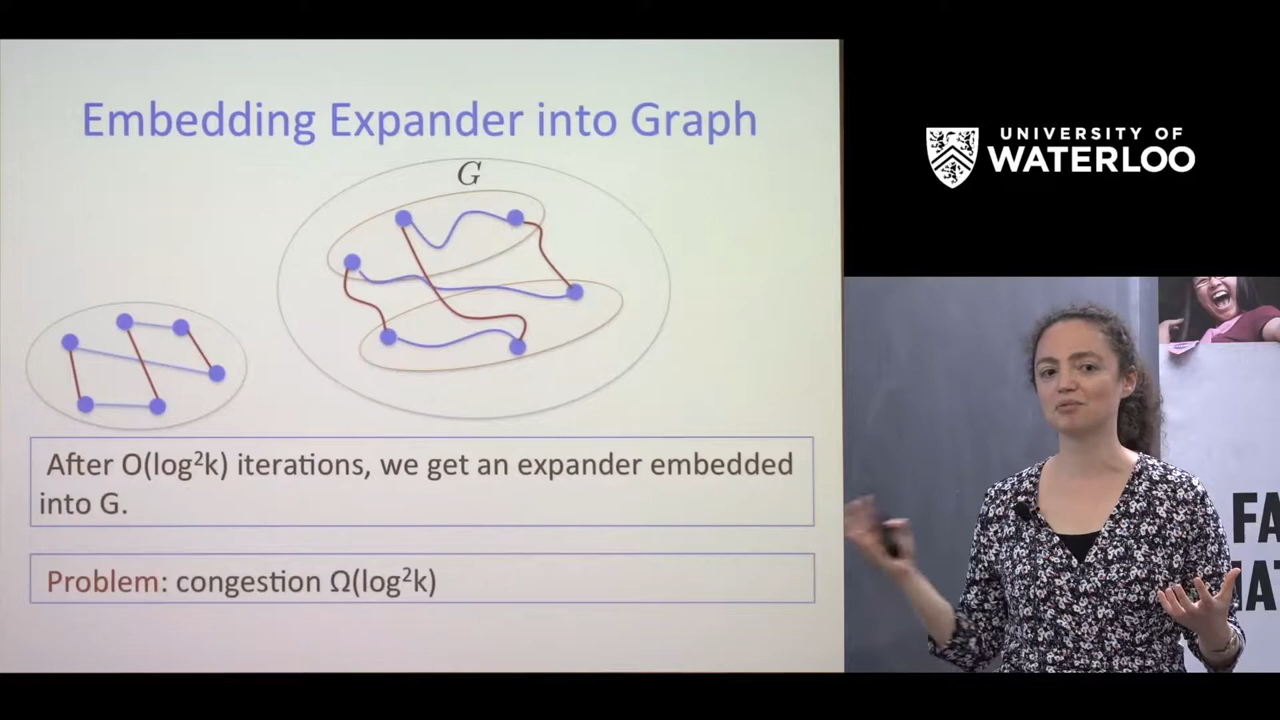 Embedding Expander into Graph
G
After O(log²k) iterations, we get an expander embedded
into G.
Problem: congestion Ω(log²k)
UNIVERSITY OF
WATERLOO
FA
AT